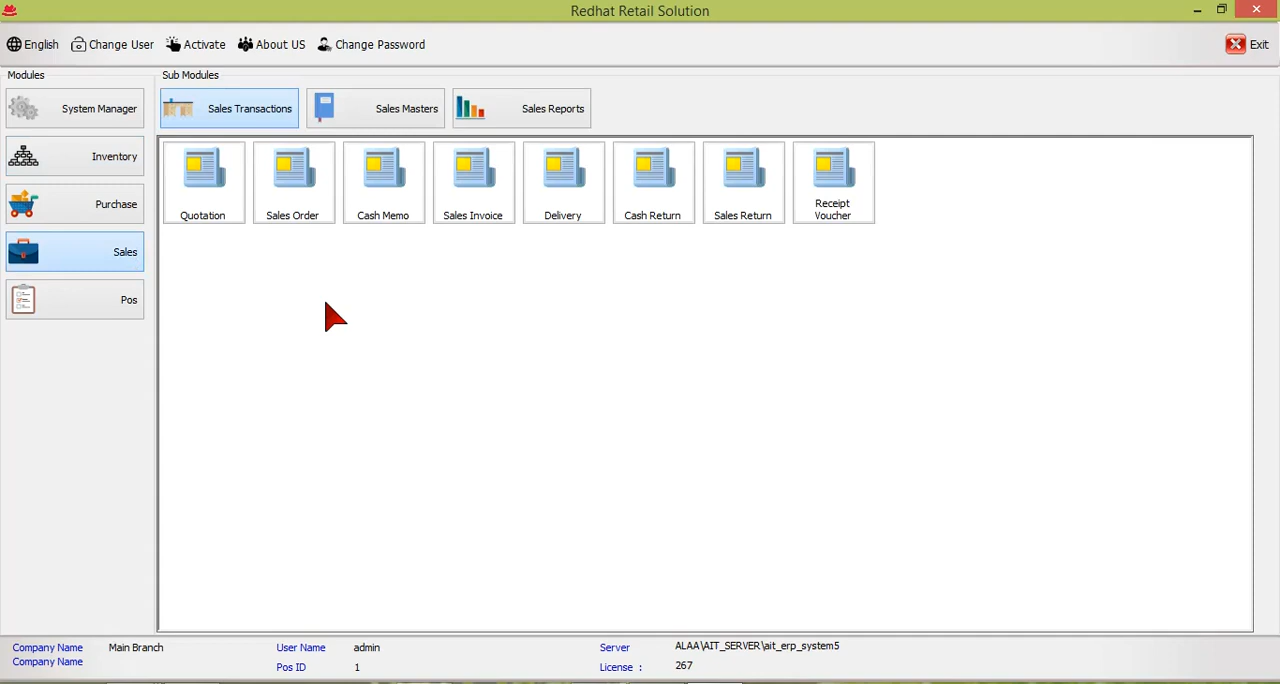 Redhat Retail Solution
English Change User Activate About US Change Password Exit
Modules Sub Modules
System Manager
Inventory
Purchase
Sales
Pos
Sales Transactions Sales Masters Sales Reports
Quotation Sales Order Cash Memo Sales Invoice Delivery Cash Return Sales Return Receipt Voucher
Company Name Main Branch User Name admin Server ALAA\AIT_SERVER\ait_erp_system5
Company Name Pos ID 1 License : 267